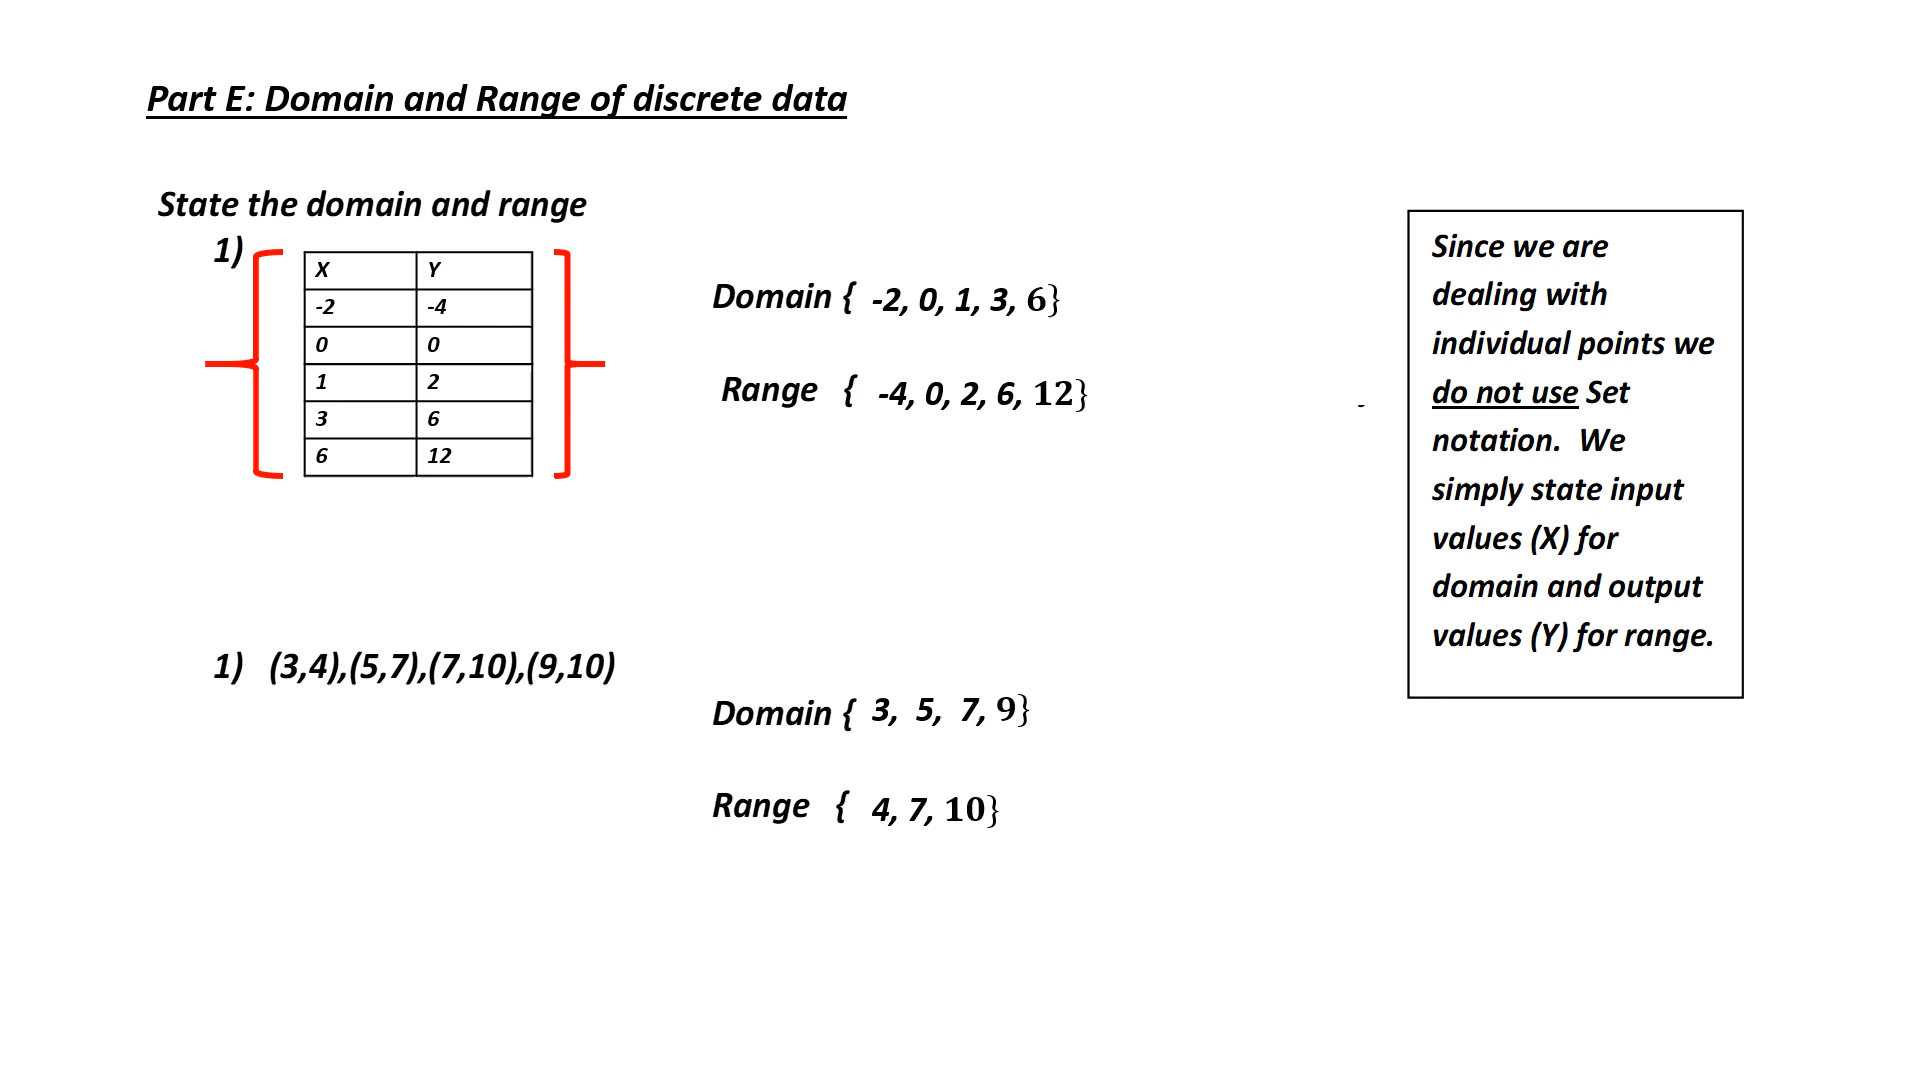 Part E: Domain and Range of discrete data
State the domain and range
1)
X Y
-2 -4
0 0
1 2
3 6
6 12
Domain { -2, 0, 1, 3, 6}
Range { -4, 0, 2, 6, 12}
-
Since we are
dealing with
individual points we
do not use Set
notation. We
simply state input
values (X) for
domain and output
values (Y) for range.
1) (3,4),(5,7),(7,10),(9,10)
Domain { 3, 5, 7, 9}
Range { 4, 7, 10}